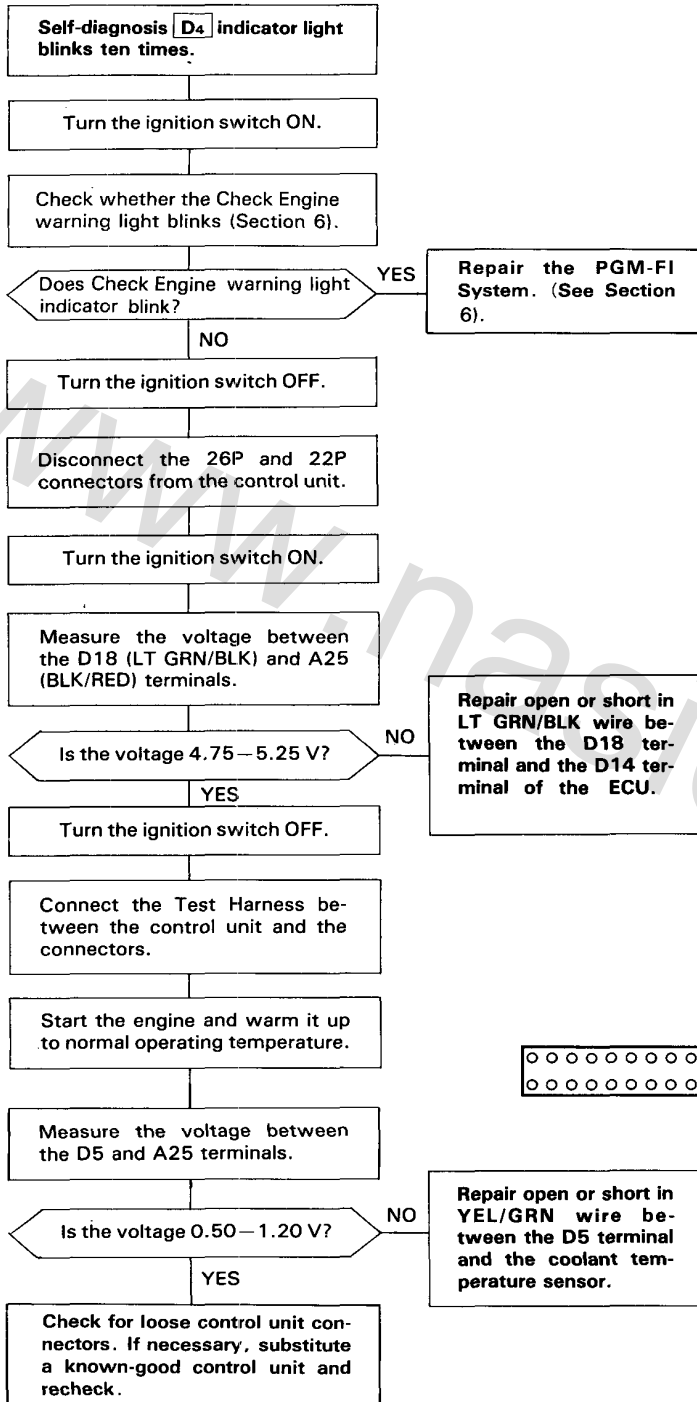 Self-diagnosis D4 indicator light
blinks ten times.
Turn the ignition switch ON.
Check whether the Check Engine
warning light blinks (Section 6).
Does Check Engine warning light
indicator blink?
YES
Repair the PGM-FI
System. (See Section
6).
NO
Turn the ignition switch OFF.
Disconnect the 26P and 22P
connectors from the control unit.
Turn the ignition switch ON.
Measure the voltage between
the D18 (LT GRN/BLK) and A25
(BLK/RED) terminals.
Is the voltage 4.75—5.25 V?
NO
Repair open or short in
LT GRN/BLK wire be-
tween the D18 ter-
minal and the D14 ter-
minal of the ECU.
YES
Turn the ignition switch OFF.
Connect the Test Harness be-
tween the control unit and the
connectors.
Start the engine and warm it up
to normal operating temperature.
Measure the voltage between
the D5 and A25 terminals.
Is the voltage 0.50—1.20 V?
NO
Repair open or short in
YEL/GRN wire be-
tween the D5 terminal
and the coolant tem-
perature sensor.
YES
Check for loose control unit con-
nectors. If necessary, substitute
a known-good control unit and
recheck.
www.nasio